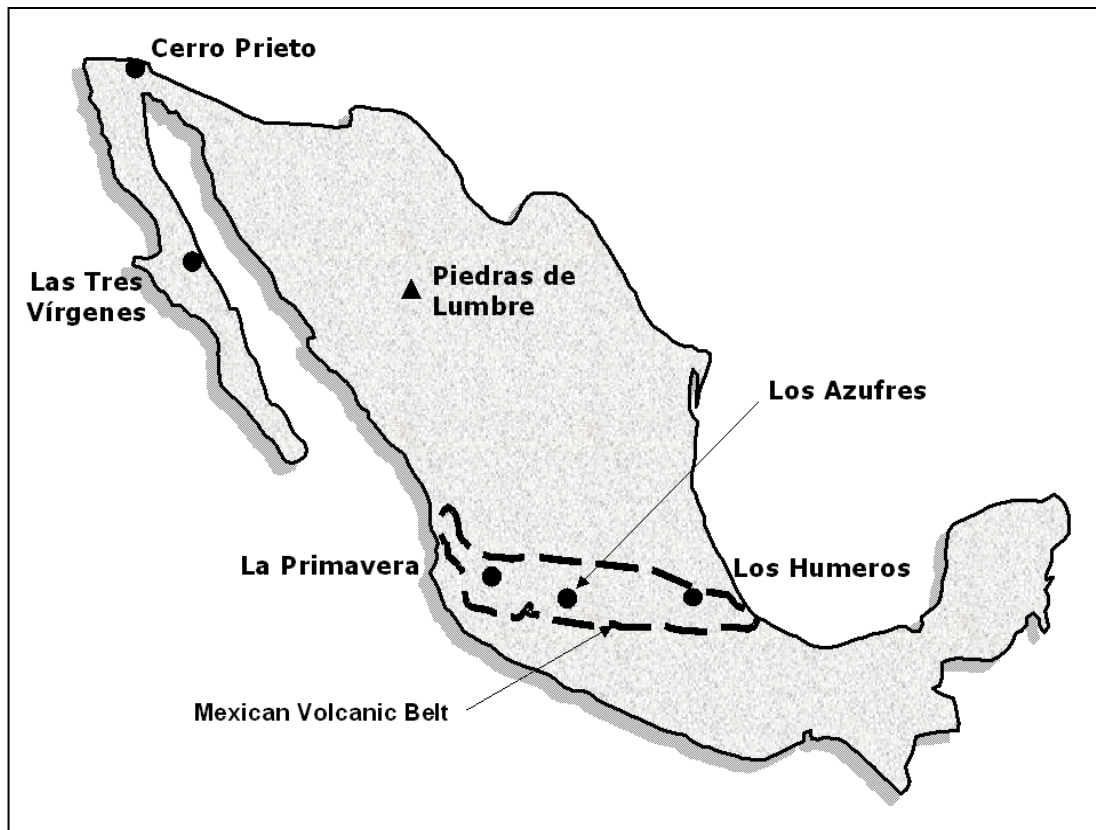 Cerro Prieto
Las Tres
Vírgenes
Piedras de
Lumbre
Los Azufres
La Primavera
Los Humeros
Mexican Volcanic Belt